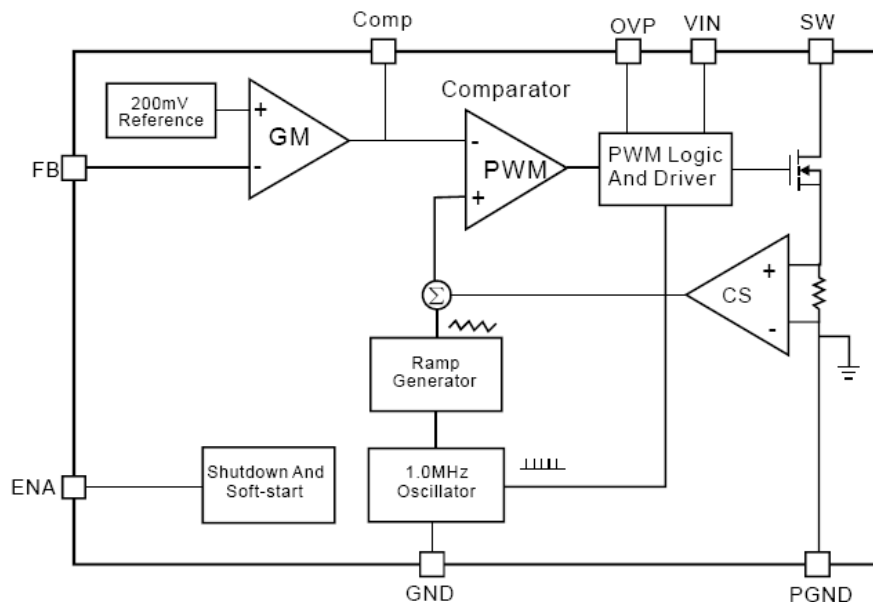 Comp
OVP
VIN
SW
Comparator
200mV
Reference
+
GM
-
-
PWM
+
PWM Logic
And Driver
FB
+
CS
-
Σ
Ramp
Generator
ENA
Shutdown And
Soft-start
1.0MHz
Oscillator
GND
PGND